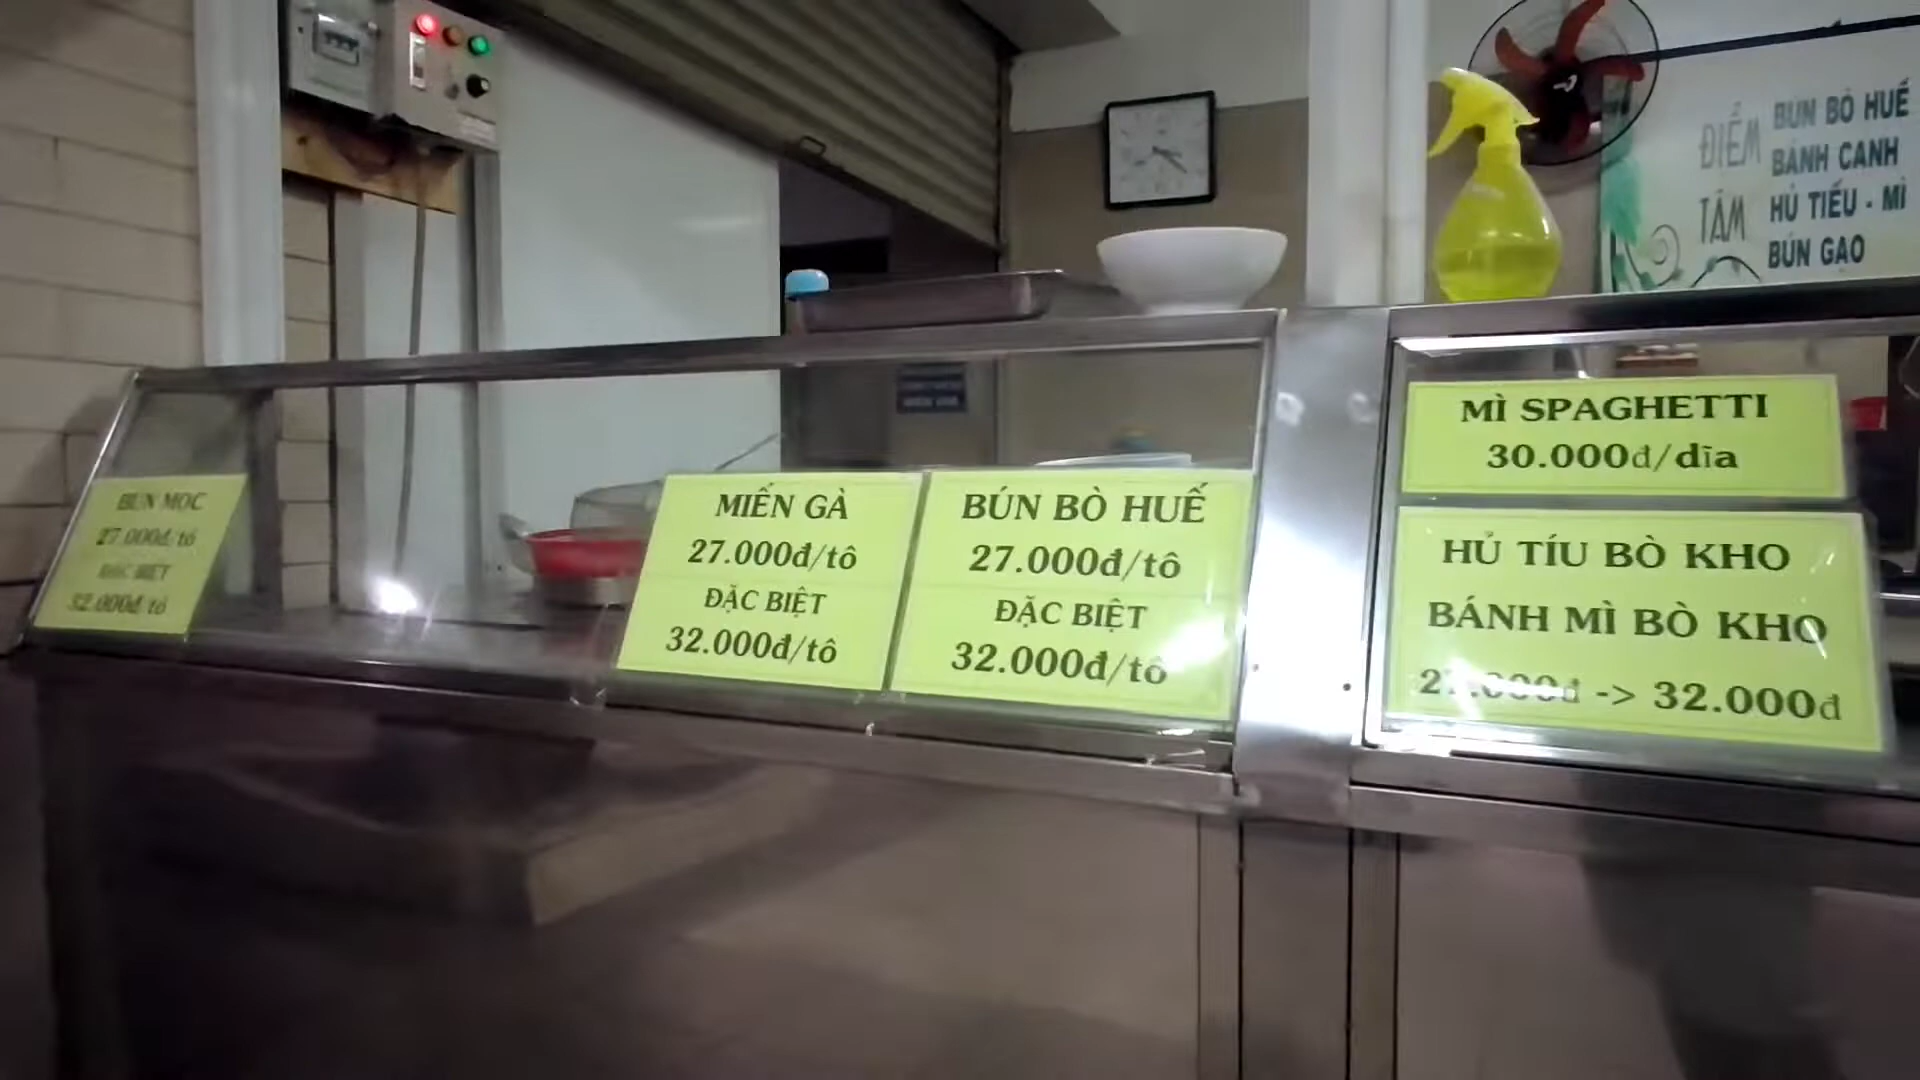 ĐIỂM TÂM
BÚN BÒ HUẾ
BÁNH CANH
HỦ TIẾU - MÌ
BÚN GẠO
BÚN MỌC
27.000đ/tô
ĐẶC BIỆT
32.000đ/tô
MIẾN GÀ
27.000đ/tô
ĐẶC BIỆT
32.000đ/tô
BÚN BÒ HUẾ
27.000đ/tô
ĐẶC BIỆT
32.000đ/tô
MÌ SPAGHETTI
30.000đ/dĩa
HỦ TÍU BÒ KHO
BÁNH MÌ BÒ KHO
27.000đ -> 32.000đ